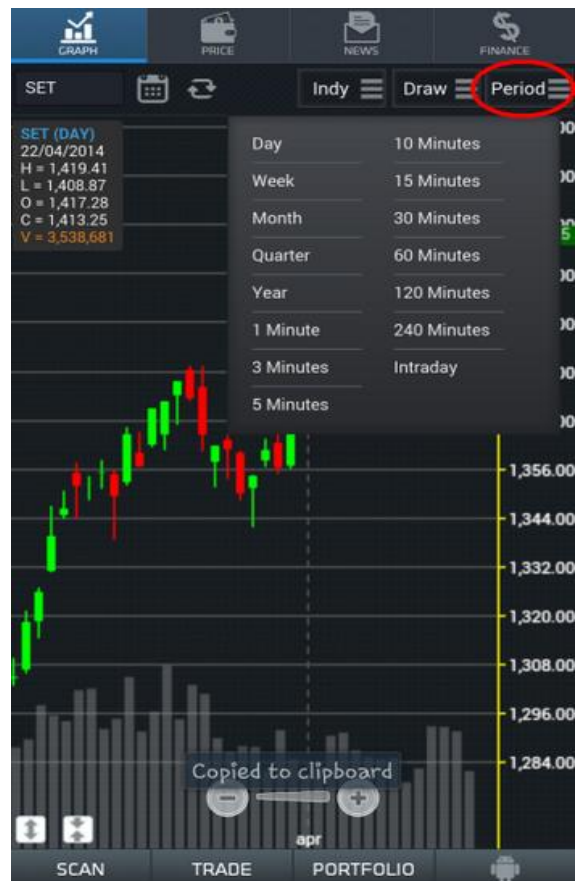 GRAPH PRICE NEWS FINANCE
SET Indy Draw Period
SET (DAY)
22/04/2014
H = 1,419.41
L = 1,408.87
O = 1,417.28
C = 1,413.25
V = 3,538,681
Day 10 Minutes
Week 15 Minutes
Month 30 Minutes
Quarter 60 Minutes
Year 120 Minutes
1 Minute 240 Minutes
3 Minutes Intraday
5 Minutes
1,356.00
1,344.00
1,332.00
1,320.00
1,308.00
1,296.00
1,284.00
Copied to clipboard
apr
SCAN TRADE PORTFOLIO